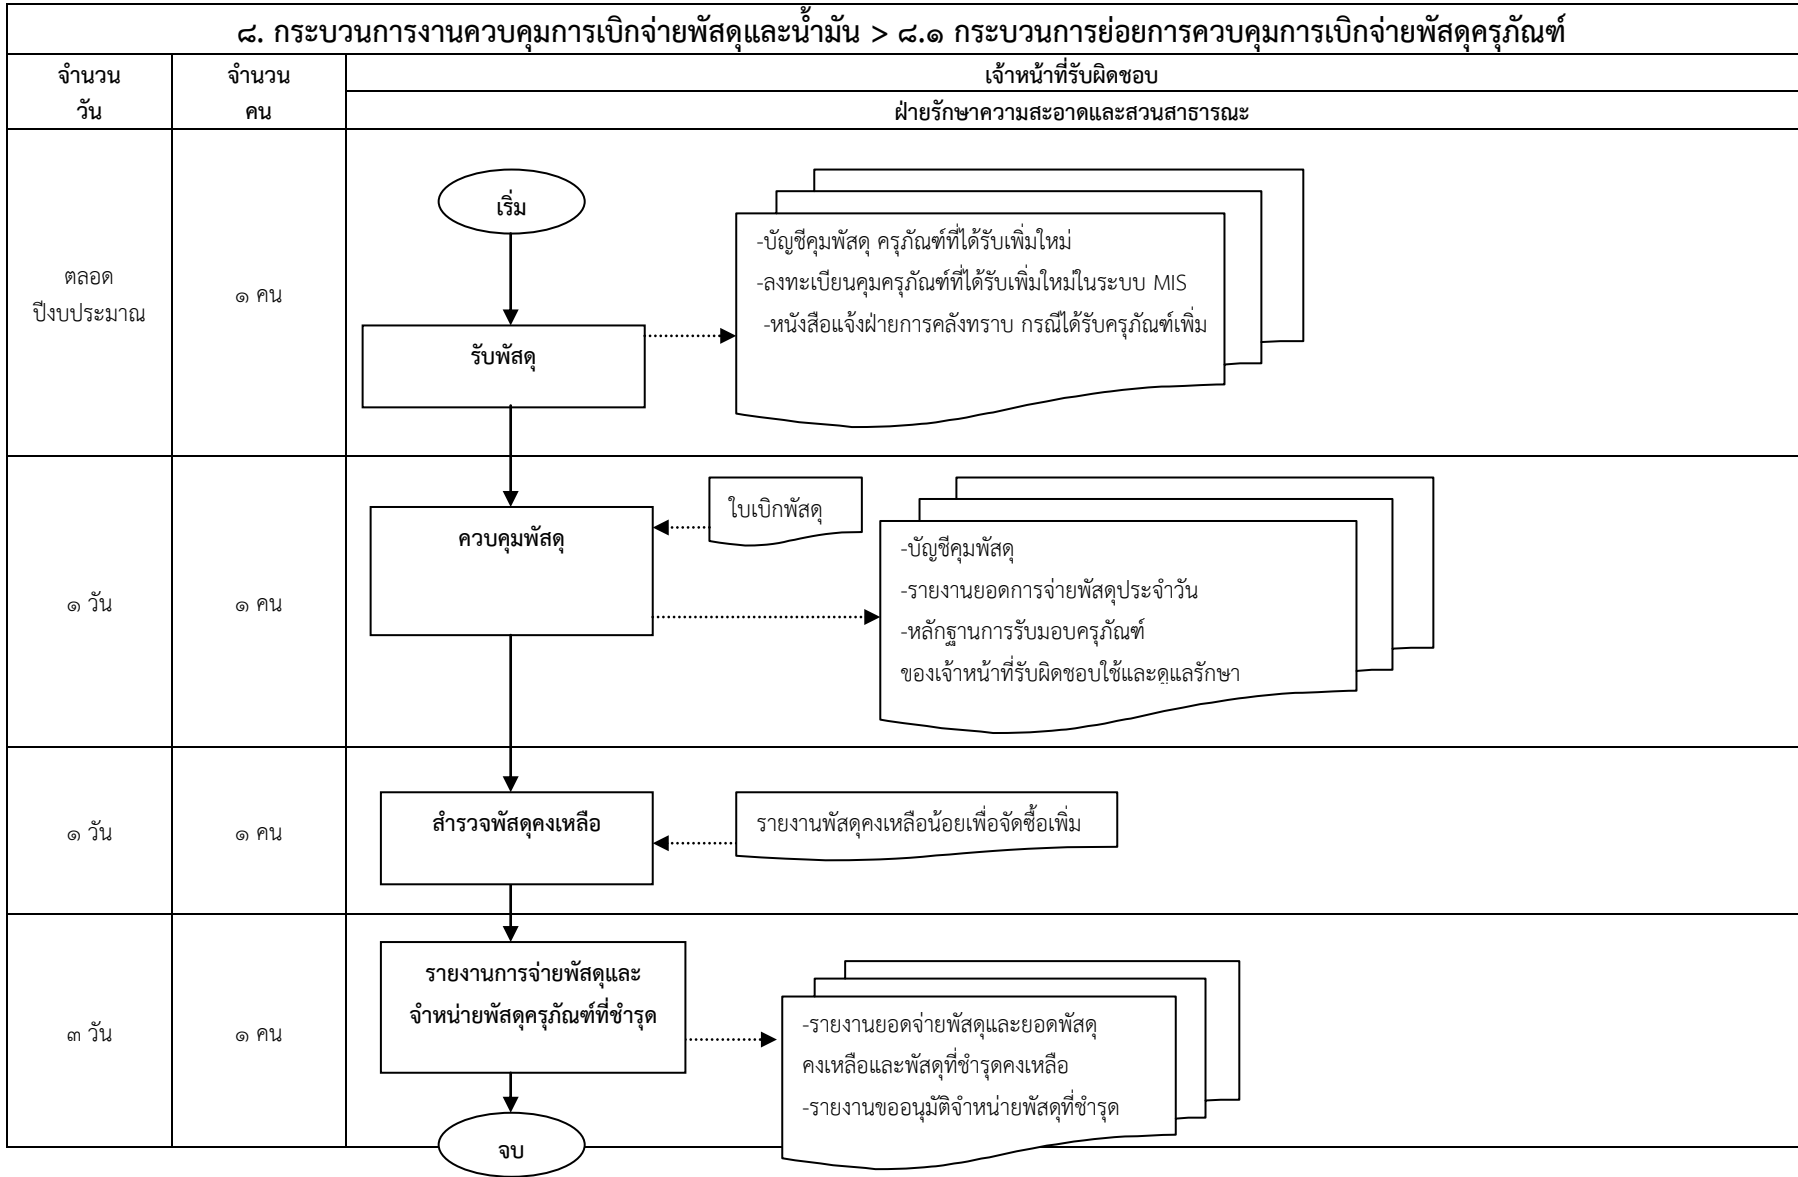 ๘. กระบวนการงานควบคุมการเบิกจ่ายพัสดุและน้ำมัน > ๘.๑ กระบวนการย่อยการควบคุมการเบิกจ่ายพัสดุครุภัณฑ์
จำนวน
วัน
จำนวน
คน
เจ้าหน้าที่รับผิดชอบ
ฝ่ายรักษาความสะอาดและสวนสาธารณะ
ตลอด
ปีงบประมาณ
๑ คน
เริ่ม
รับพัสดุ
-บัญชีคุมพัสดุ ครุภัณฑ์ที่ได้รับเพิ่มใหม่
-ลงทะเบียนคุมครุภัณฑ์ที่ได้รับเพิ่มใหม่ในระบบ MIS
-หนังสือแจ้งฝ่ายการคลังทราบ กรณีได้รับครุภัณฑ์เพิ่ม
๑ วัน
๑ คน
ควบคุมพัสดุ
ใบเบิกพัสดุ
-บัญชีคุมพัสดุ
-รายงานยอดการจ่ายพัสดุประจำวัน
-หลักฐานการรับมอบครุภัณฑ์
ของเจ้าหน้าที่รับผิดชอบใช้และดูแลรักษา
๑ วัน
๑ คน
สำรวจพัสดุคงเหลือ
รายงานพัสดุคงเหลือน้อยเพื่อจัดซื้อเพิ่ม
๓ วัน
๑ คน
รายงานการจ่ายพัสดุและ
จำหน่ายพัสดุครุภัณฑ์ที่ชำรุด
-รายงานยอดจ่ายพัสดุและยอดพัสดุ
คงเหลือและพัสดุที่ชำรุดคงเหลือ
-รายงานขออนุมัติจำหน่ายพัสดุที่ชำรุด
จบ